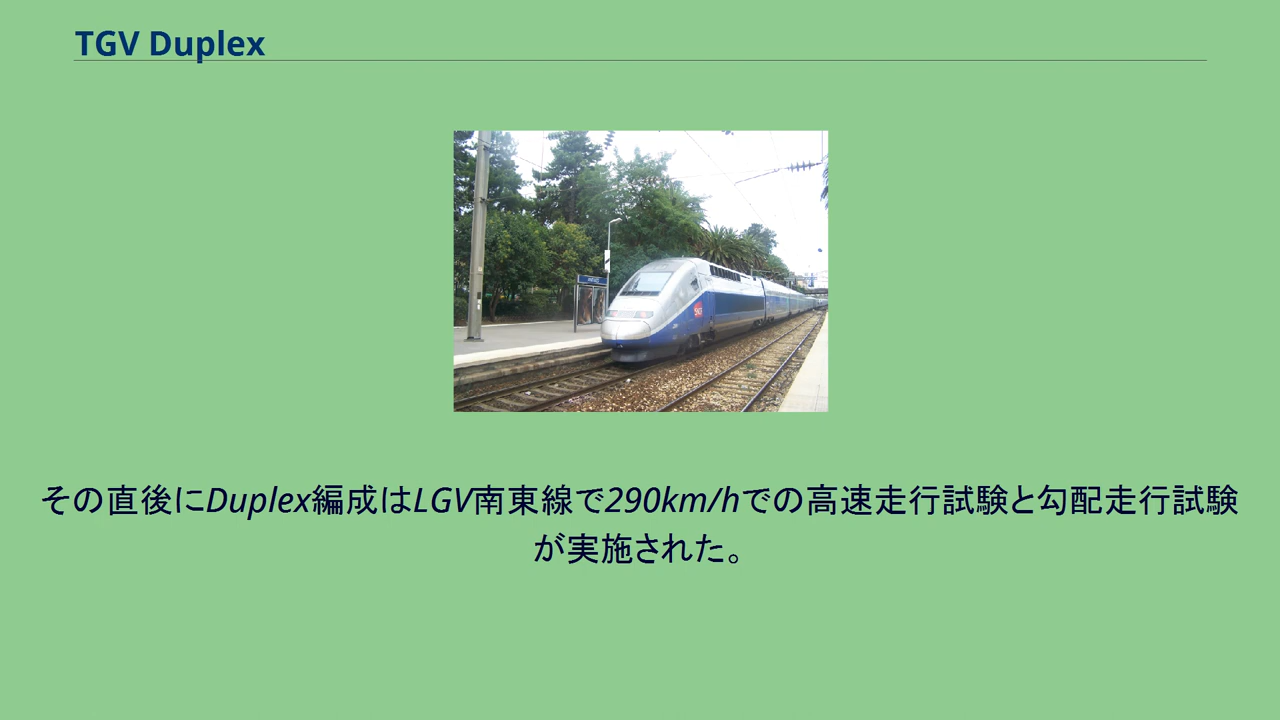 TGV Duplex
その直後にDuplex編成はLGV南東線で290km/hでの高速走行試験と勾配走行試験
が実施された。